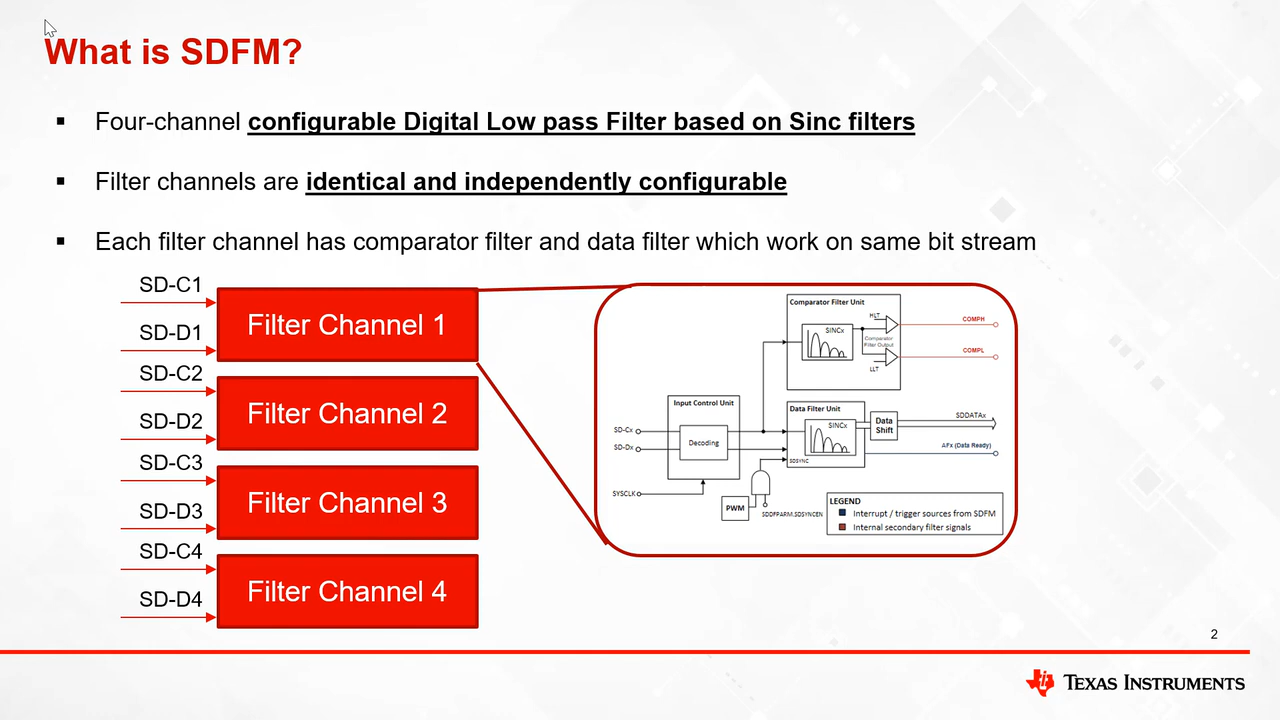 What is SDFM?
▪ Four-channel configurable Digital Low pass Filter based on Sinc filters
▪ Filter channels are identical and independently configurable
▪ Each filter channel has comparator filter and data filter which work on same bit stream
SD-C1
Filter Channel 1
SD-D1
SD-C2
Filter Channel 2
SD-D2
SD-C3
Filter Channel 3
SD-D3
SD-C4
Filter Channel 4
SD-D4
Comparator Filter Unit
HLT
SINCx
COMPH
Comparator
Filter Output
COMPL
LLT
Input Control Unit
Data Filter Unit
SD-Cx
Decoding
SINCx
Data
Shift
SDDATAx
SD-Dx
AFx (Data Ready)
SDSYNC
SYSCLK
PWM
SDDFPARM.SDSYNCEN
LEGEND
Interrupt / trigger sources from SDFM
Internal secondary filter signals
2
TEXAS INSTRUMENTS